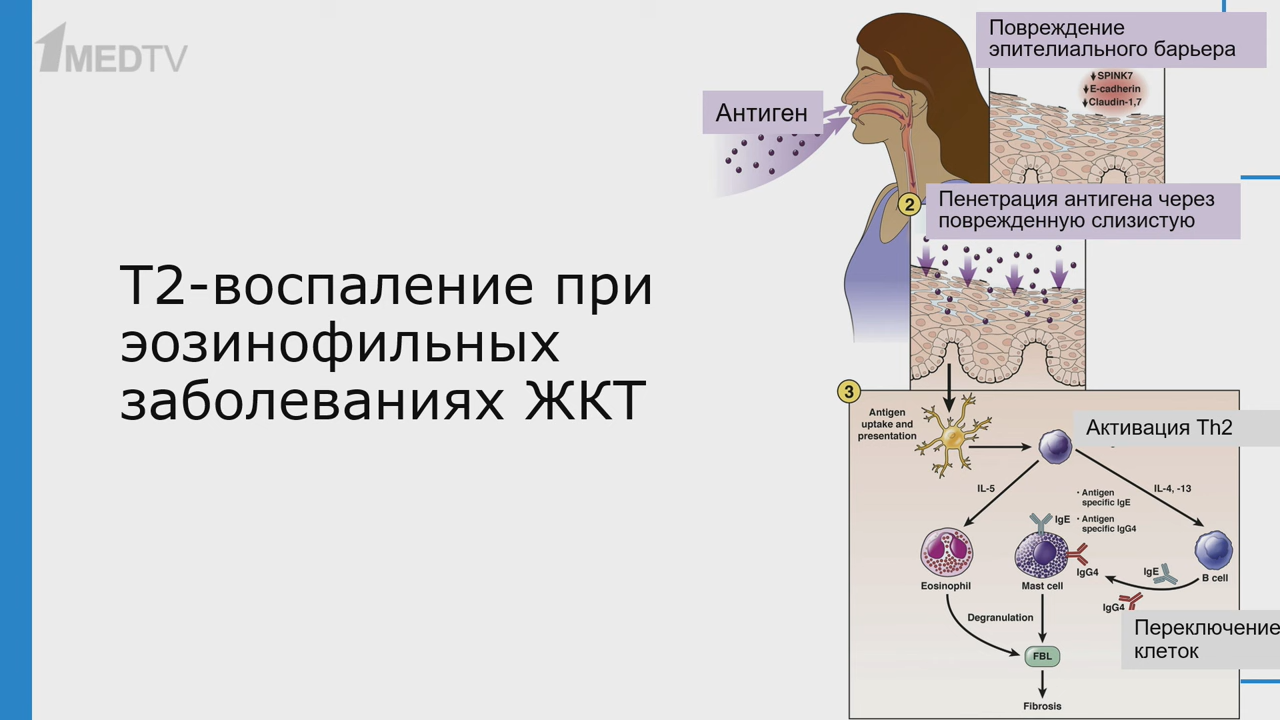 1MEDTV
Т2-воспаление при
эозинофильных
заболеваниях ЖКТ
Антиген
Повреждение
эпителиального барьера
SPINK7
E-cadherin
Claudin-1,7
2
Пенетрация антигена через
поврежденную слизистую
3
Antigen
uptake and
presentation
Активация Th2
IL-5
IL-4, -13
• Antigen
specific IgE
• Antigen
specific IgG4
IgE
IgG4
Eosinophil
Mast cell
B cell
IgE
IgG4
Degranulation
Переключение
клеток
FBL
Fibrosis